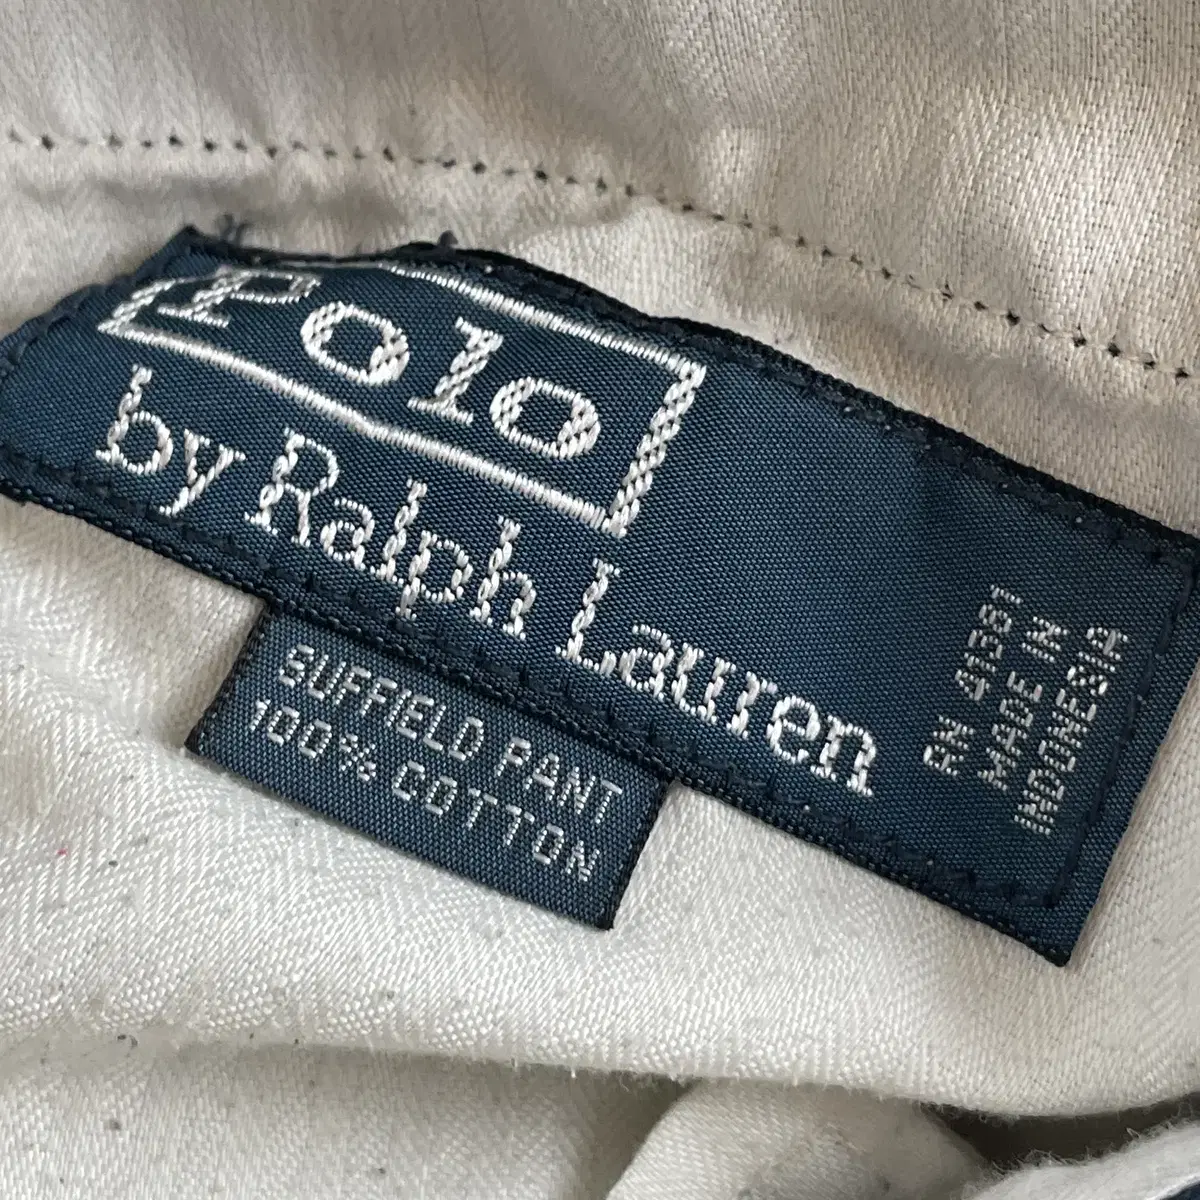 Polo
by Ralph Lauren
RN 41381
MADE IN
INDONESIA
SUFFIELD PANT
100% COTTON